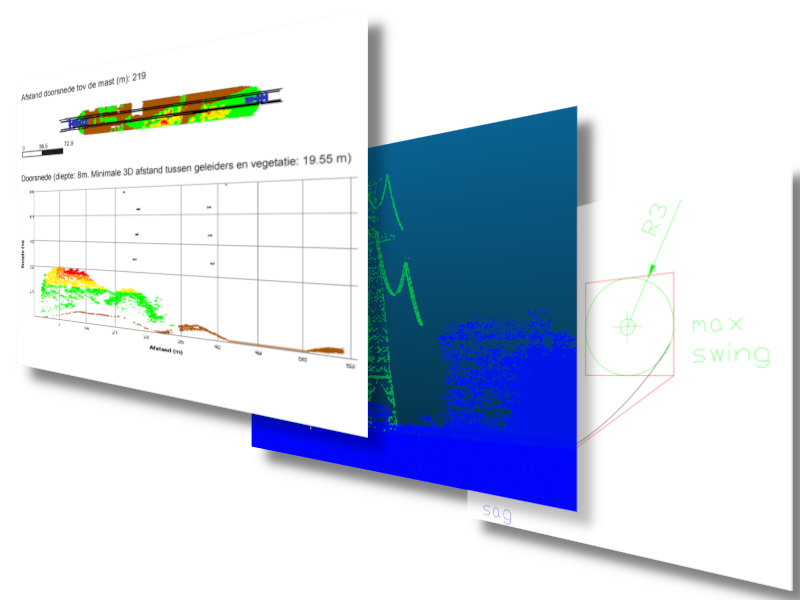 Afstand doorsnede tov de mast (m): 219
0 36.5 72.9
Doorsnede (diepte: 8m. Minimale 3D afstand tussen geleiders en vegetatie: 19.55 m)
Afstand (m)
R3
max
swing
sag